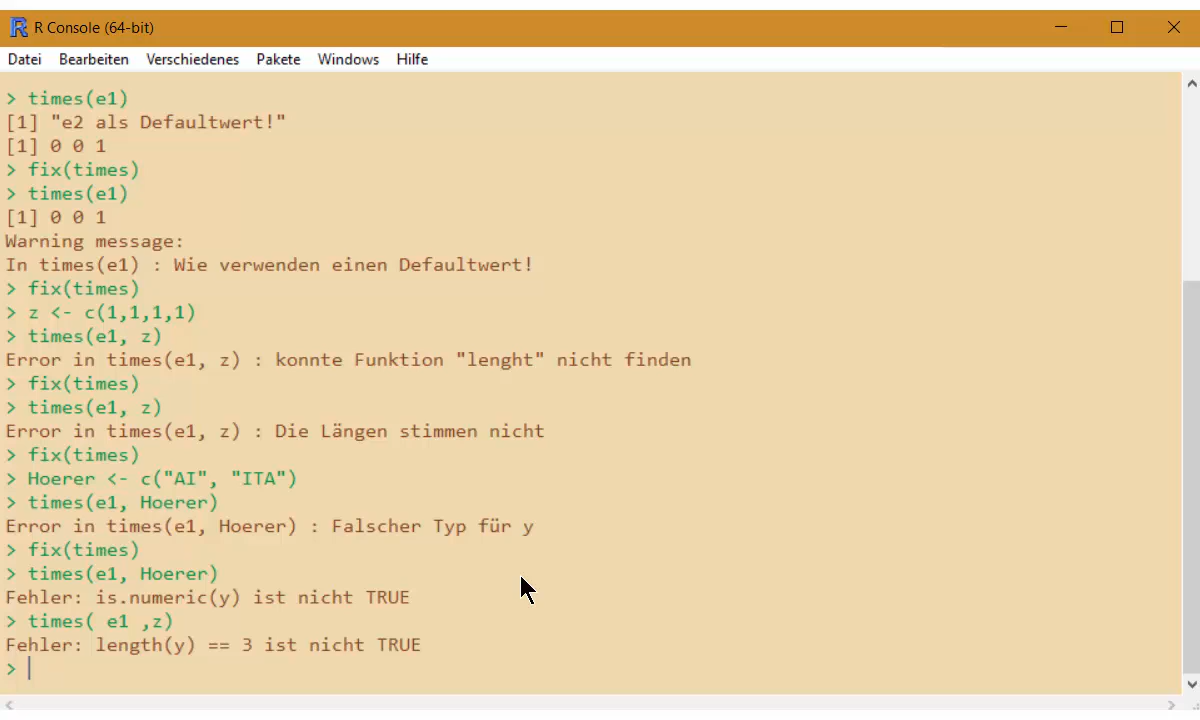 R Console (64-bit)
Datei Bearbeiten Verschiedenes Pakete Windows Hilfe
> times(e1)
[1] "e2 als Defaultwert!"
[1] 0 0 1
> fix(times)
> times(e1)
[1] 0 0 1
Warning message:
In times(e1) : Wie verwenden einen Defaultwert!
> fix(times)
> z <- c(1,1,1,1)
> times(e1, z)
Error in times(e1, z) : konnte Funktion "lenght" nicht finden
> fix(times)
> times(e1, z)
Error in times(e1, z) : Die Längen stimmen nicht
> fix(times)
> Hoerer <- c("AI", "ITA")
> times(e1, Hoerer)
Error in times(e1, Hoerer) : Falscher Typ für y
> fix(times)
> times(e1, Hoerer)
Fehler: is.numeric(y) ist nicht TRUE
> times( e1 ,z)
Fehler: length(y) == 3 ist nicht TRUE
>